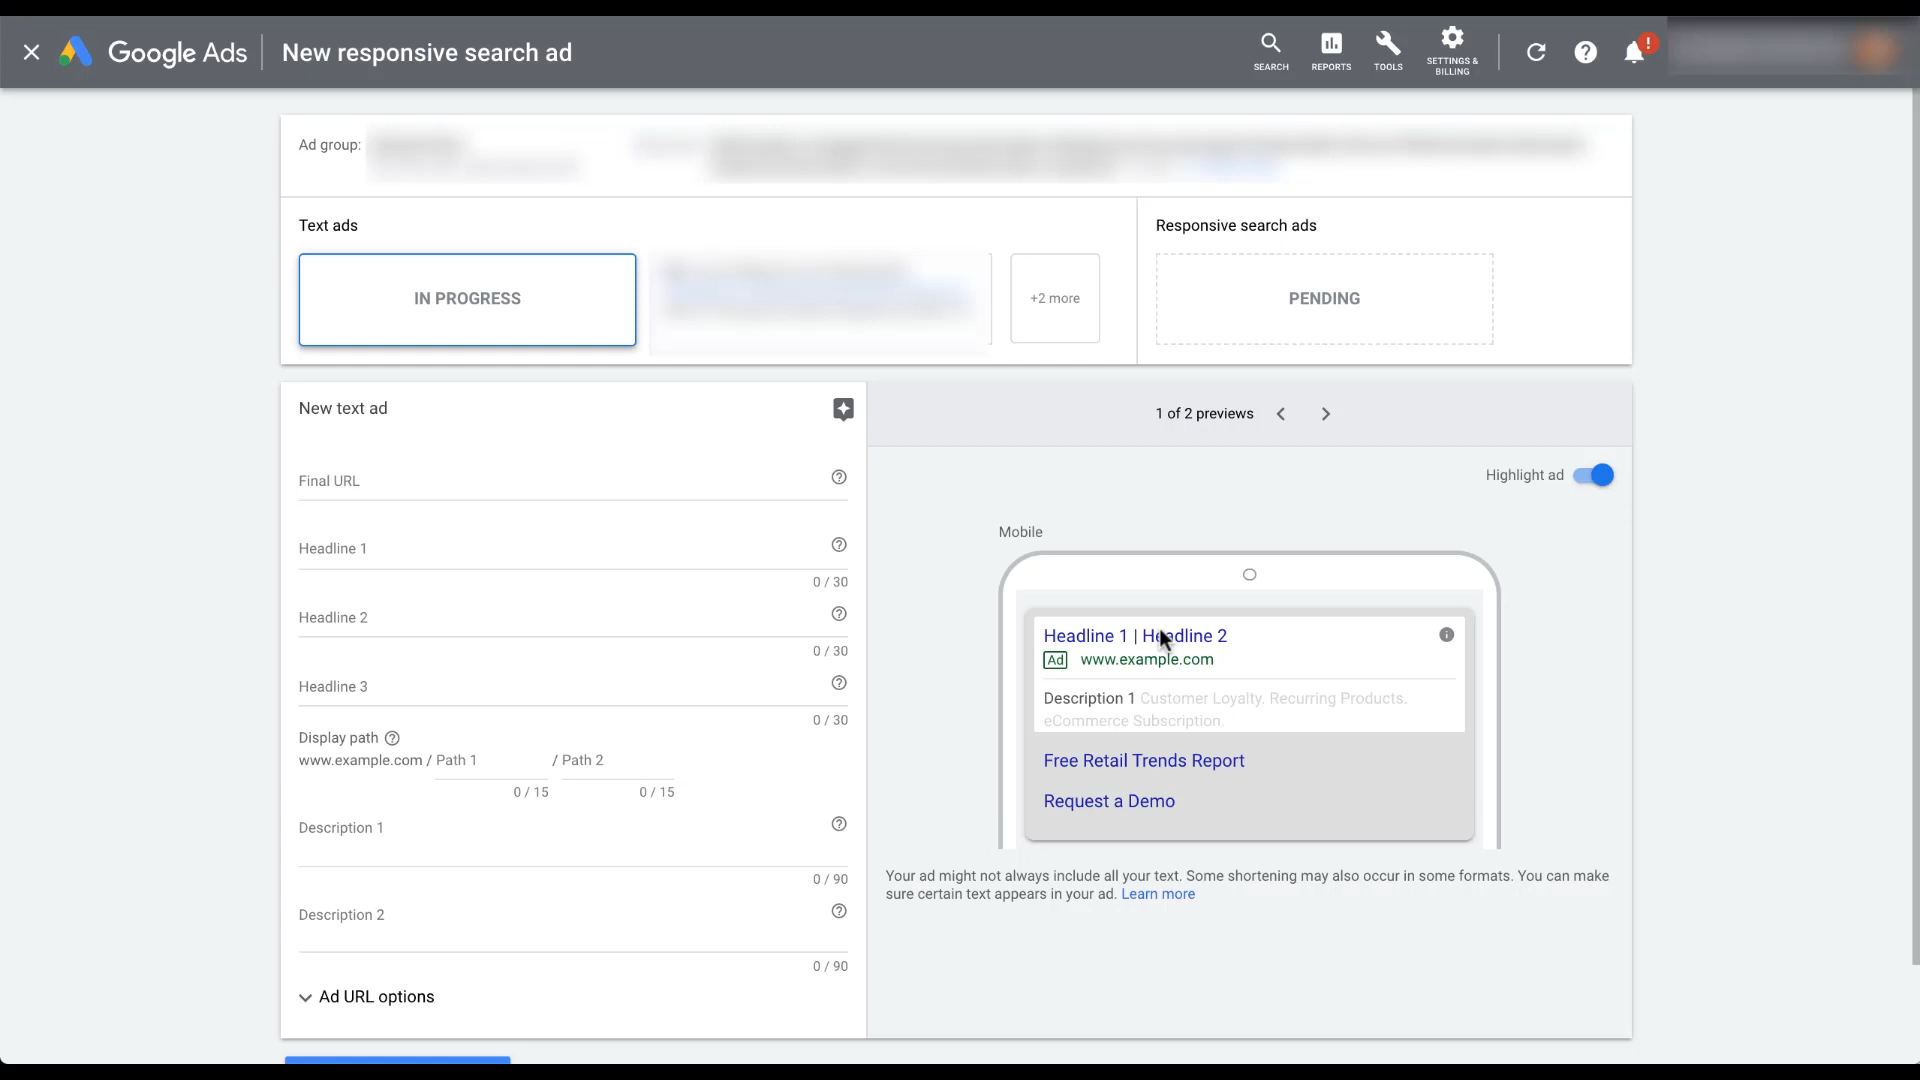 Google Ads
New responsive search ad
SEARCH
REPORTS
TOOLS
SETTINGS &
BILLING
!
Ad group:
Text ads
Responsive search ads
IN PROGRESS
+2 more
PENDING
New text ad
1 of 2 previews
Final URL
Highlight ad
Headline 1
0 / 30
Headline 2
0 / 30
Headline 3
0 / 30
Display path
www.example.com / Path 1 / Path 2
0 / 15 0 / 15
Description 1
0 / 90
Description 2
0 / 90
Ad URL options
Mobile
Headline 1 | Headline 2
Ad www.example.com
Description 1 Customer Loyalty. Recurring Products.
eCommerce Subscription.
Free Retail Trends Report
Request a Demo
Your ad might not always include all your text. Some shortening may also occur in some formats. You can make
sure certain text appears in your ad. Learn more